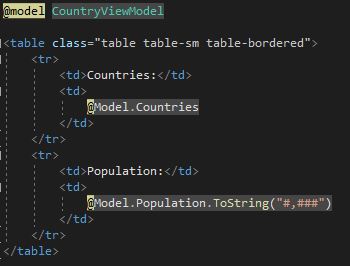 @model CountryViewModel
<table class="table table-sm table-bordered">
<tr>
<td>Countries:</td>
<td>
@Model.Countries
</td>
</tr>
<tr>
<td>Population:</td>
<td>
@Model.Population.ToString("#,###")
</td>
</tr>
</table>